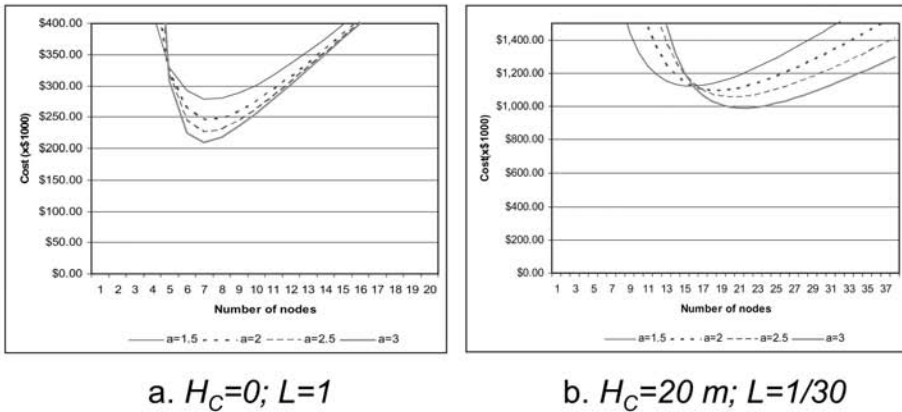 $400.00
$350.00
$300.00
$250.00
$200.00
$150.00
$100.00
$50.00
$0.00
Cost (x$1000)
1 2 3 4 5 6 7 8 9 10 11 12 13 14 15 16 17 18 19 20
Number of nodes
a=1.5 a=2 a=2.5 a=3
a. H_C=0; L=1
$1,400.00
$1,200.00
$1,000.00
$800.00
$600.00
$400.00
$200.00
$0.00
Cost(x$1000)
1 3 5 7 9 11 13 15 17 19 21 23 25 27 29 31 33 35 37
Number of nodes
a=1.5 a=2 a=2.5 a=3
b. H_C=20 m; L=1/30